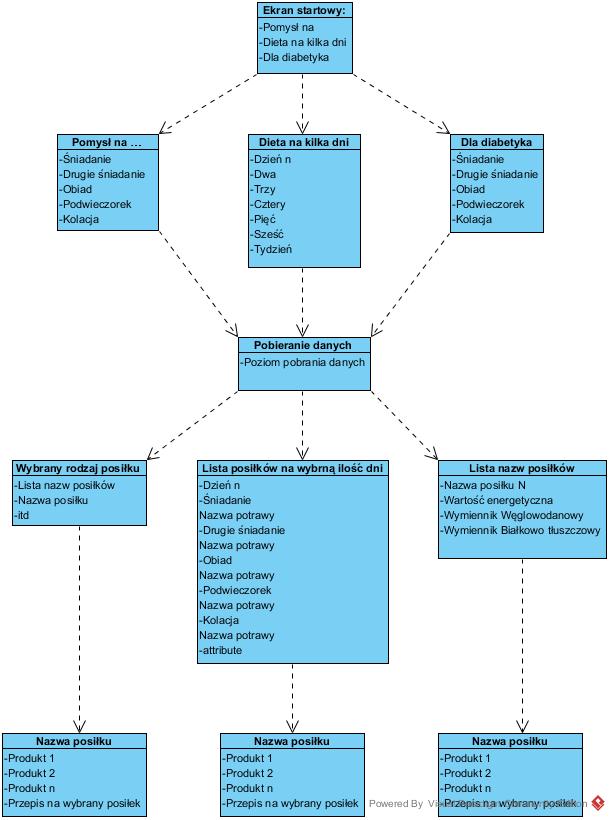 Ekran startowy:
-Pomysł na
-Dieta na kilka dni
-Dla diabetyka
Pomysł na ...
-Śniadanie
-Drugie śniadanie
-Obiad
-Podwieczorek
-Kolacja
Dieta na kilka dni
-Dzień n
-Dwa
-Trzy
-Cztery
-Pięć
-Sześć
-Tydzień
Dla diabetyka
-Śniadanie
-Drugie śniadanie
-Obiad
-Podwieczorek
-Kolacja
Pobieranie danych
-Poziom pobrania danych
Wybrany rodzaj posiłku
-Lista nazw posiłków
-Nazwa posiłku
-itd
Lista posiłków na wybrną ilość dni
-Dzień n
-Śniadanie
Nazwa potrawy
-Drugie śniadanie
Nazwa potrawy
-Obiad
Nazwa potrawy
-Podwieczorek
Nazwa potrawy
-Kolacja
Nazwa potrawy
-attribute
Lista nazw posiłków
-Nazwa posiłku N
-Wartość energetyczna
-Wymiennik Węglowodanowy
-Wymiennik Białkowo tłuszczowy
Nazwa posiłku
-Produkt 1
-Produkt 2
-Produkt n
-Przepis na wybrany posiłek
Nazwa posiłku
-Produkt 1
-Produkt 2
-Produkt n
-Przepis na wybrany posiłek
Nazwa posiłku
-Produkt 1
-Produkt 2
-Produkt n
-Przepis na wybrany posiłek
Powered By